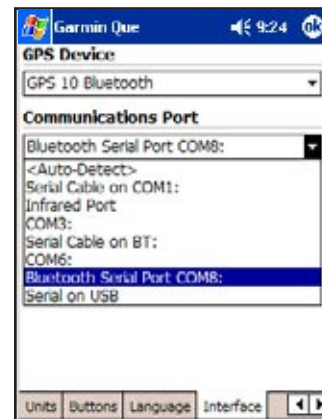 Garmin Que 9:24 ok
GPS Device
GPS 10 Bluetooth
Communications Port
Bluetooth Serial Port COM8:
<Auto-Detect>
Serial Cable on COM1:
Infrared Port
COM3:
Serial Cable on BT:
COM6:
Bluetooth Serial Port COM8:
Serial on USB
Units Buttons Language Interface